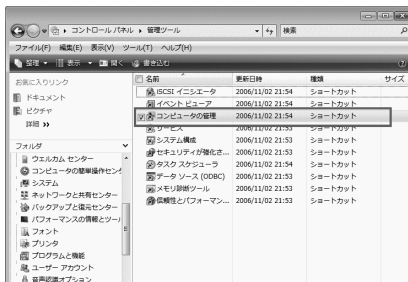 コントロール パネル ▸ 管理ツール
検索
ファイル(F) 編集(E) 表示(V) ツール(T) ヘルプ(H)
整理 表示 開く 書き込む
お気に入りリンク
ドキュメント
ピクチャ
詳細 »
フォルダ
ウェルカム センター
コンピュータの簡単操作セン
システム
ネットワークと共有センター
バックアップと復元センター
パフォーマンスの情報とツー
フォント
プリンタ
プログラムと機能
ユーザー アカウント
音声認識オプション
名前 更新日時 種類 サイズ
iSCSI イニシエータ 2006/11/02 21:54 ショートカット
イベント ビューア 2006/11/02 21:54 ショートカット
コンピュータの管理 2006/11/02 21:54 ショートカット
サービス 2006/11/02 21:53 ショートカット
システム構成 2006/11/02 21:53 ショートカット
セキュリティが強化さ... 2006/11/02 21:53 ショートカット
タスク スケジューラ 2006/11/02 21:54 ショートカット
データ ソース (ODBC) 2006/11/02 21:53 ショートカット
メモリ診断ツール 2006/11/02 21:53 ショートカット
信頼性とパフォーマン... 2006/11/02 21:53 ショートカット